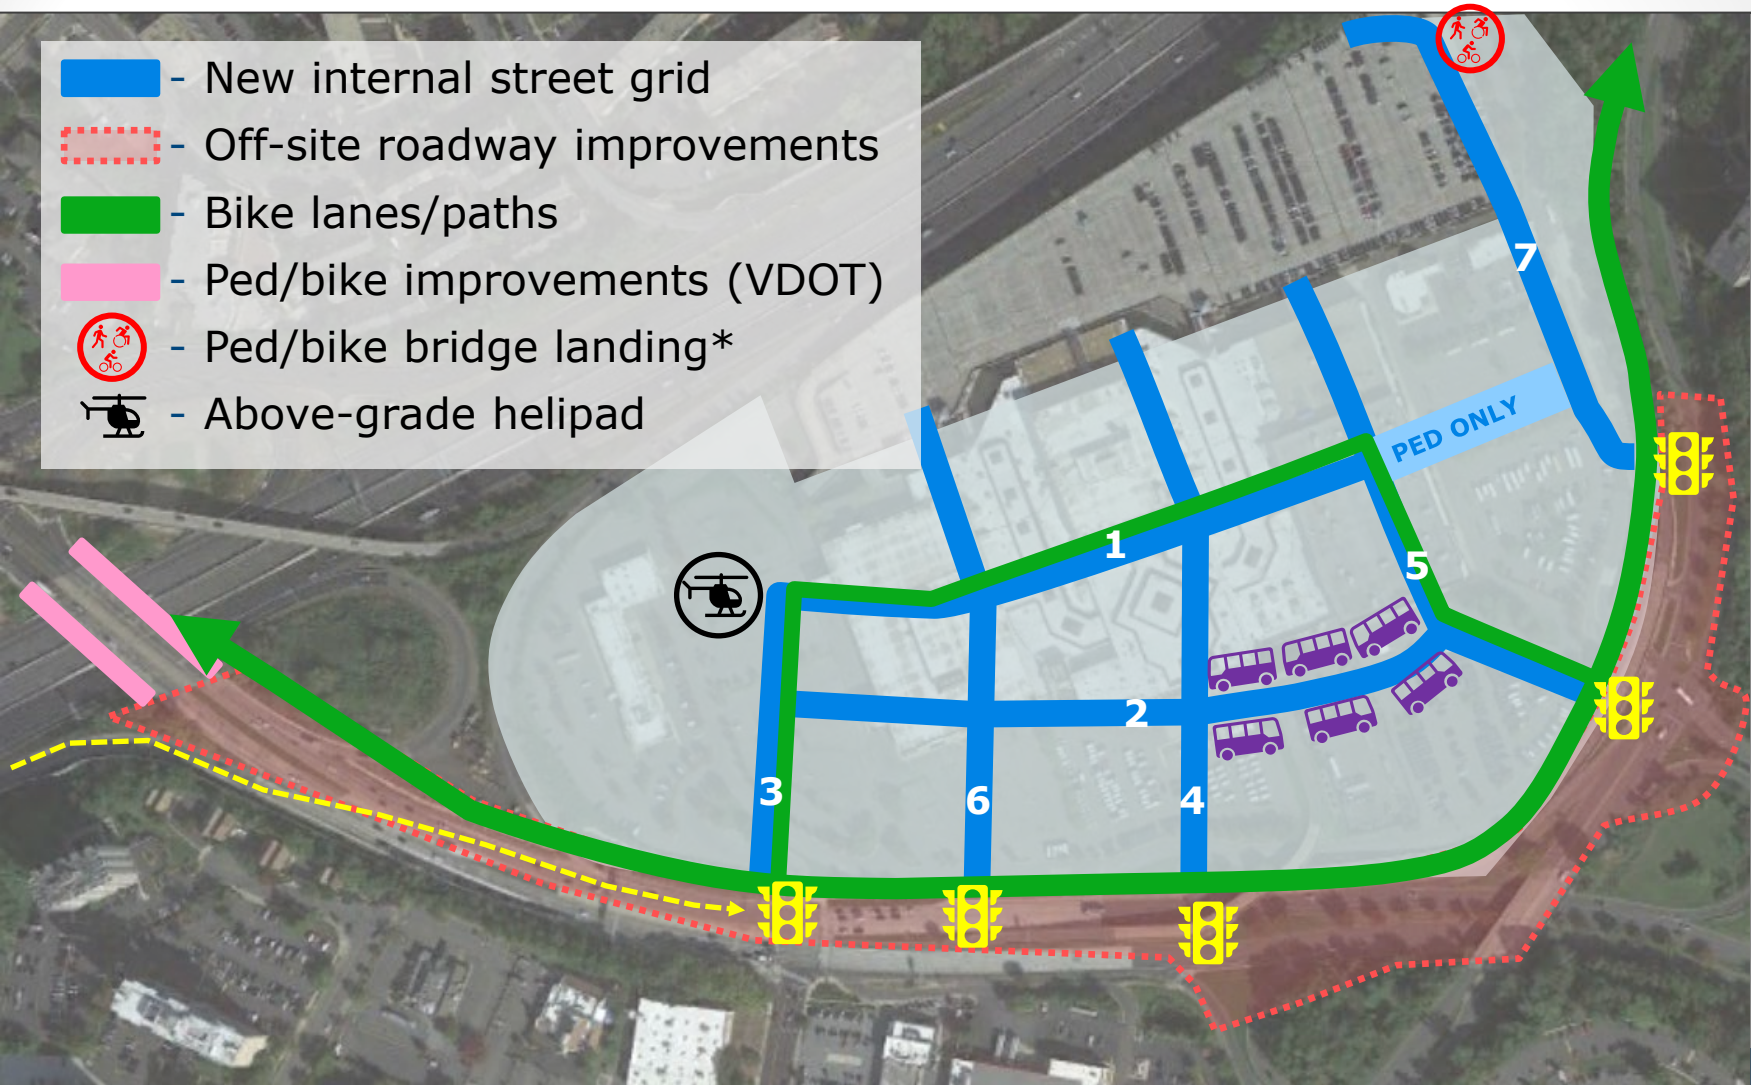 - New internal street grid
- Off-site roadway improvements
- Bike lanes/paths
- Ped/bike improvements (VDOT)
- Ped/bike bridge landing*
- Above-grade helipad
7
PED ONLY
1
5
2
3
6
4